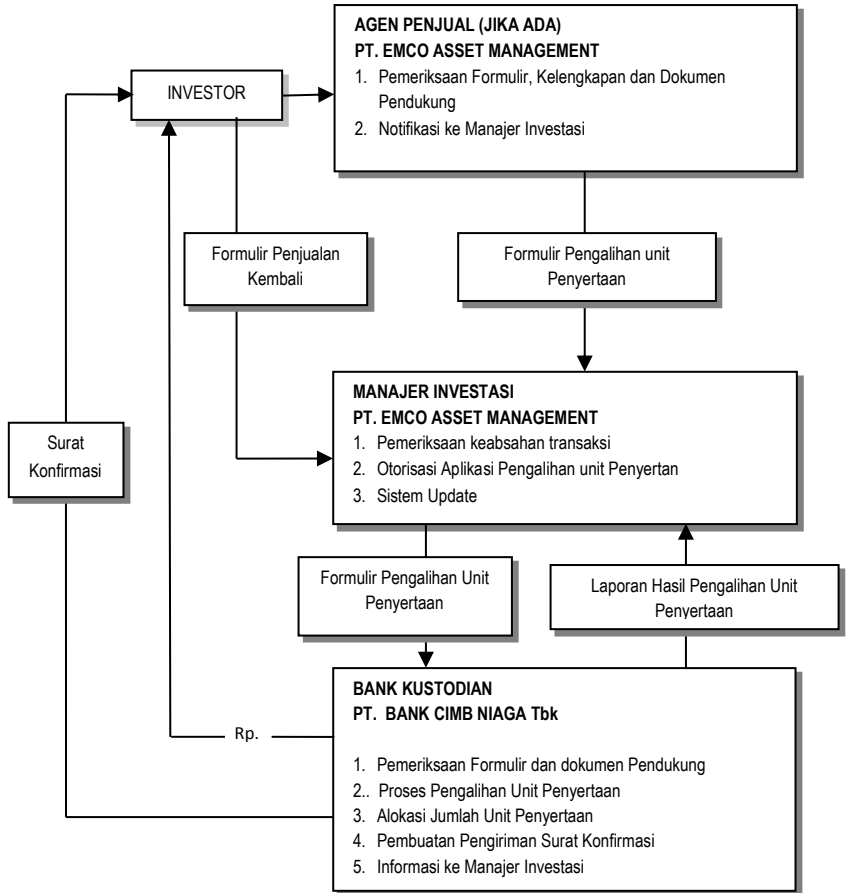 AGEN PENJUAL (JIKA ADA)
PT. EMCO ASSET MANAGEMENT
1. Pemeriksaan Formulir, Kelengkapan dan Dokumen
Pendukung
2. Notifikasi ke Manajer Investasi
INVESTOR
Formulir Penjualan
Kembali
Formulir Pengalihan unit
Penyertaan
MANAJER INVESTASI
PT. EMCO ASSET MANAGEMENT
1. Pemeriksaan keabsahan transaksi
2. Otorisasi Aplikasi Pengalihan unit Penyertan
3. Sistem Update
Surat
Konfirmasi
Formulir Pengalihan Unit
Penyertaan
Laporan Hasil Pengalihan Unit
Penyertaan
BANK KUSTODIAN
PT. BANK CIMB NIAGA Tbk
Rp.
1. Pemeriksaan Formulir dan dokumen Pendukung
2.. Proses Pengalihan Unit Penyertaan
3. Alokasi Jumlah Unit Penyertaan
4. Pembuatan Pengiriman Surat Konfirmasi
5. Informasi ke Manajer Investasi